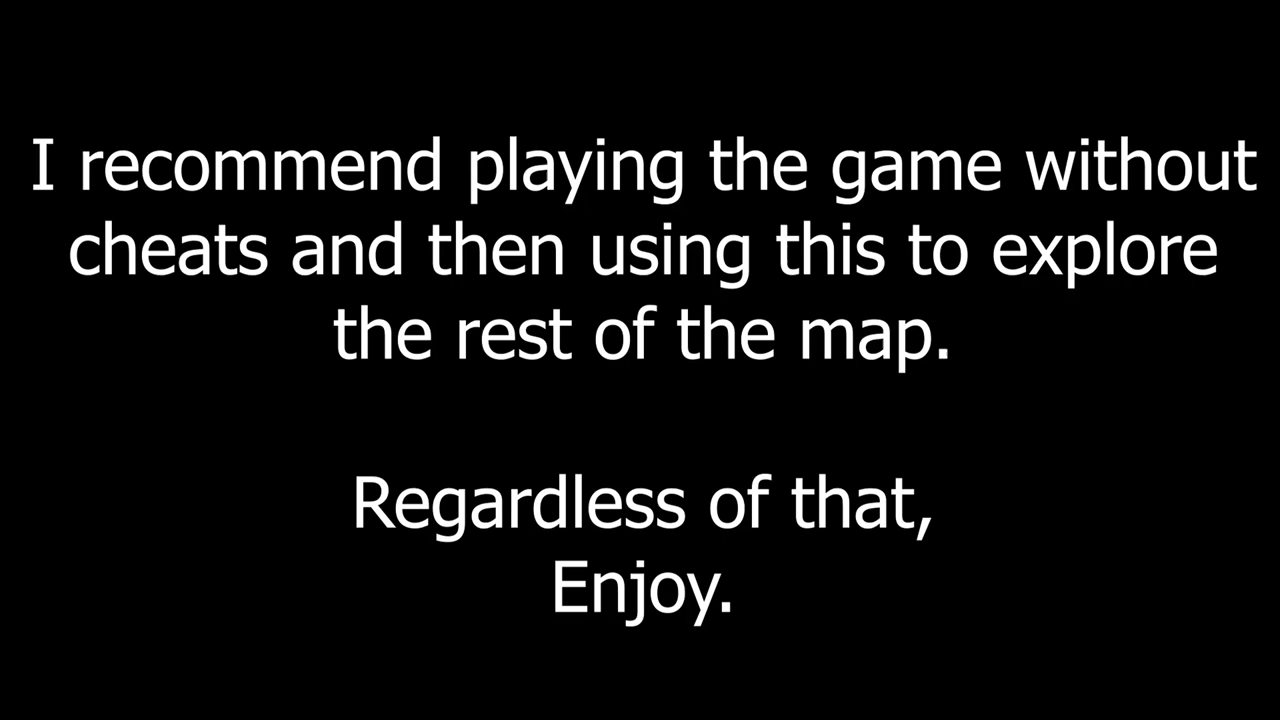 I recommend playing the game without
cheats and then using this to explore
the rest of the map.
Regardless of that,
Enjoy.